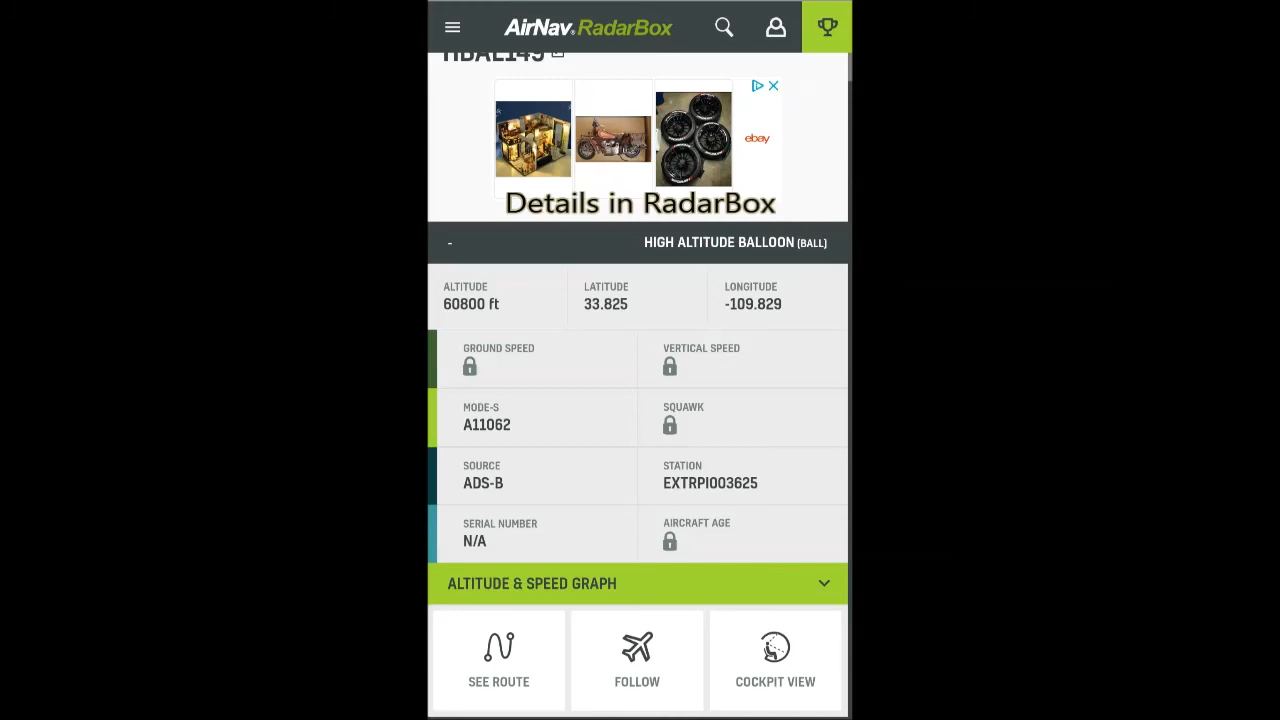 AirNav RadarBox
HBAL149
ebay
Details in RadarBox
-
HIGH ALTITUDE BALLOON (BALL)
ALTITUDE
LATITUDE
LONGITUDE
60800 ft
33.825
-109.829
GROUND SPEED
VERTICAL SPEED
MODE-S
SQUAWK
A11062
SOURCE
STATION
ADS-B
EXTRPI003625
SERIAL NUMBER
AIRCRAFT AGE
N/A
ALTITUDE & SPEED GRAPH
SEE ROUTE
FOLLOW
COCKPIT VIEW